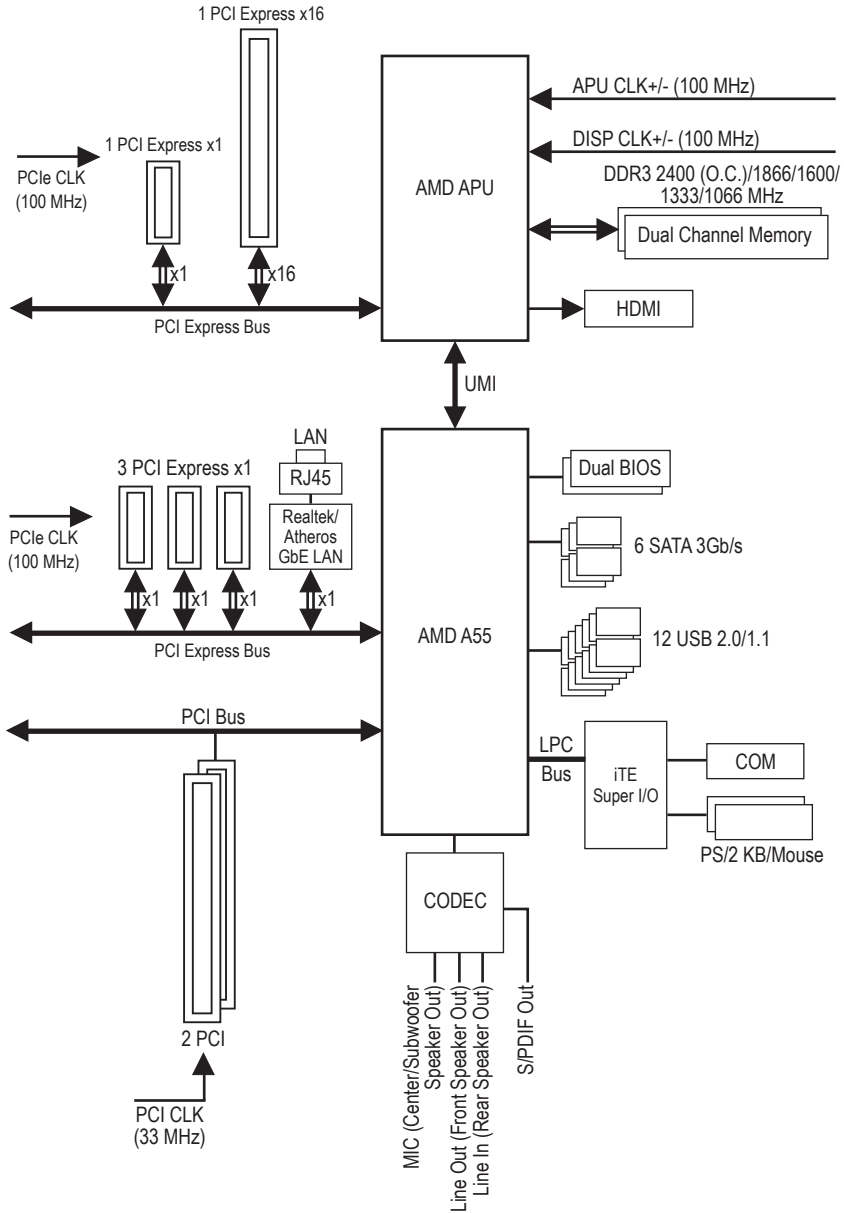 1 PCI Express x16
APU CLK+/- (100 MHz)
1 PCI Express x1
DISP CLK+/- (100 MHz)
PCIe CLK
(100 MHz)
AMD APU
DDR3 2400 (O.C.)/1866/1600/
1333/1066 MHz
Dual Channel Memory
x1
x16
PCI Express Bus
HDMI
UMI
LAN
RJ45
3 PCI Express x1
Dual BIOS
PCIe CLK
(100 MHz)
Realtek/
Atheros
GbE LAN
6 SATA 3Gb/s
x1
x1
x1
x1
PCI Express Bus
AMD A55
12 USB 2.0/1.1
PCI Bus
LPC
Bus
iTE
Super I/O
COM
PS/2 KB/Mouse
CODEC
2 PCI
PCI CLK
(33 MHz)
MIC (Center/Subwoofer
Speaker Out)
Line Out (Front Speaker Out)
Line In (Rear Speaker Out)
S/PDIF Out